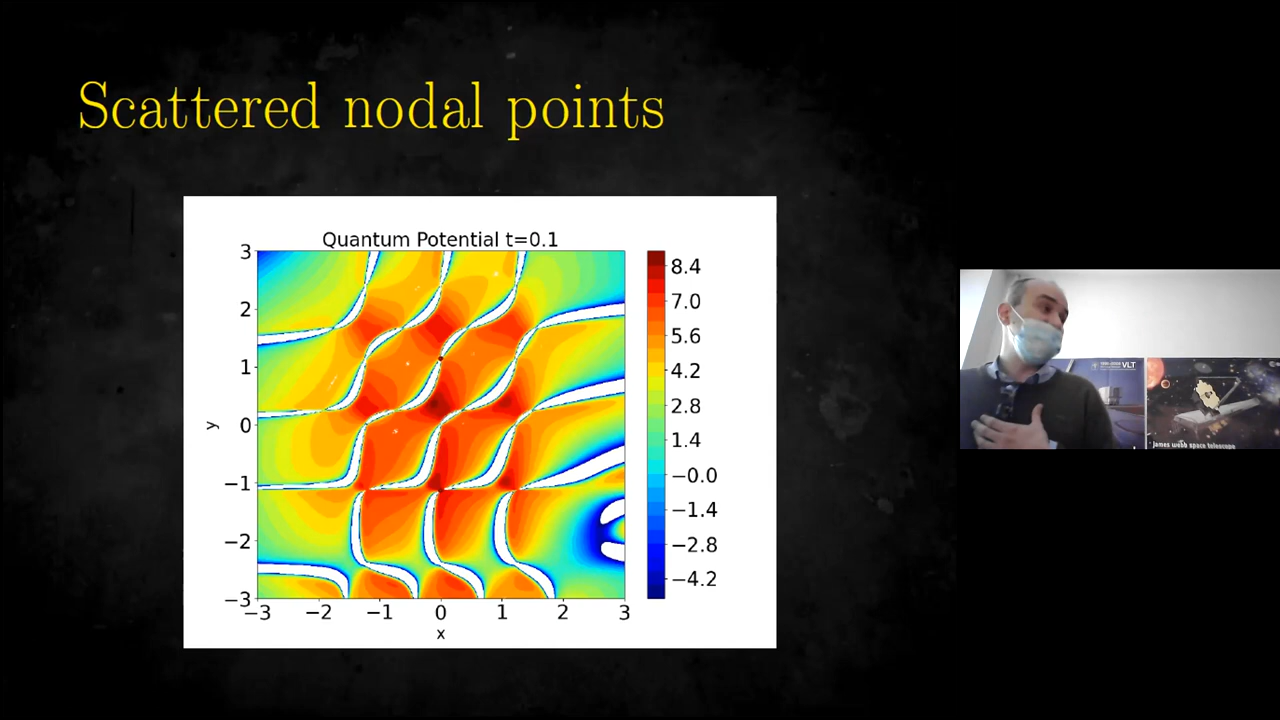 Scattered nodal points
Quantum Potential t=0.1
3
2
1
0
−1
−2
−3
y
−3 −2 −1 0 1 2 3
x
8.4
7.0
5.6
4.2
2.8
1.4
−0.0
−1.4
−2.8
−4.2
VLT
james webb space telescope